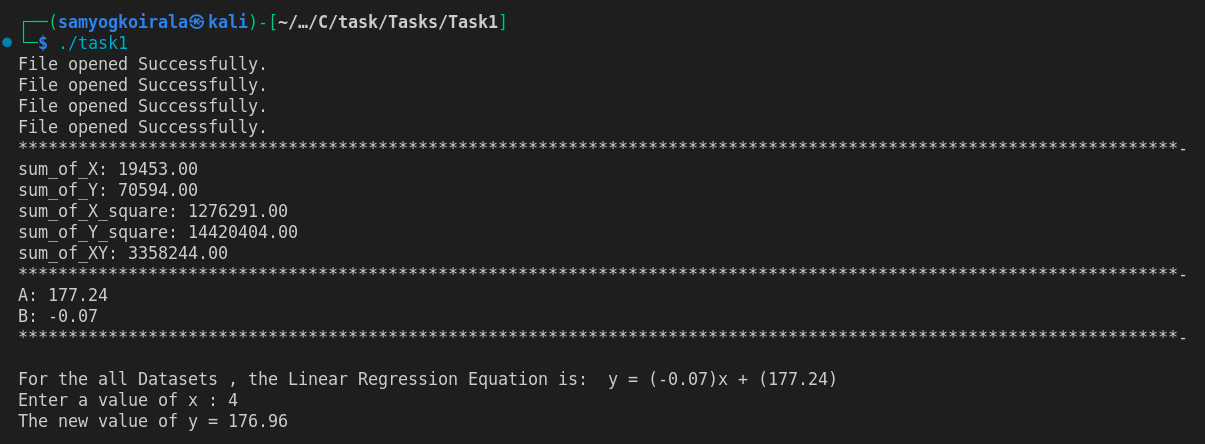 ┌──(samyogkoirala㉿kali)-[~/…/C/task/Tasks/Task1]
└─$ ./task1
File opened Successfully.
File opened Successfully.
File opened Successfully.
File opened Successfully.
********************************************************************************************************************-
sum_of_X: 19453.00
sum_of_Y: 70594.00
sum_of_X_square: 1276291.00
sum_of_Y_square: 14420404.00
sum_of_XY: 3358244.00
********************************************************************************************************************-
A: 177.24
B: -0.07
********************************************************************************************************************-
For the all Datasets , the Linear Regression Equation is:  y = (-0.07)x + (177.24)
Enter a value of x : 4
The new value of y = 176.96